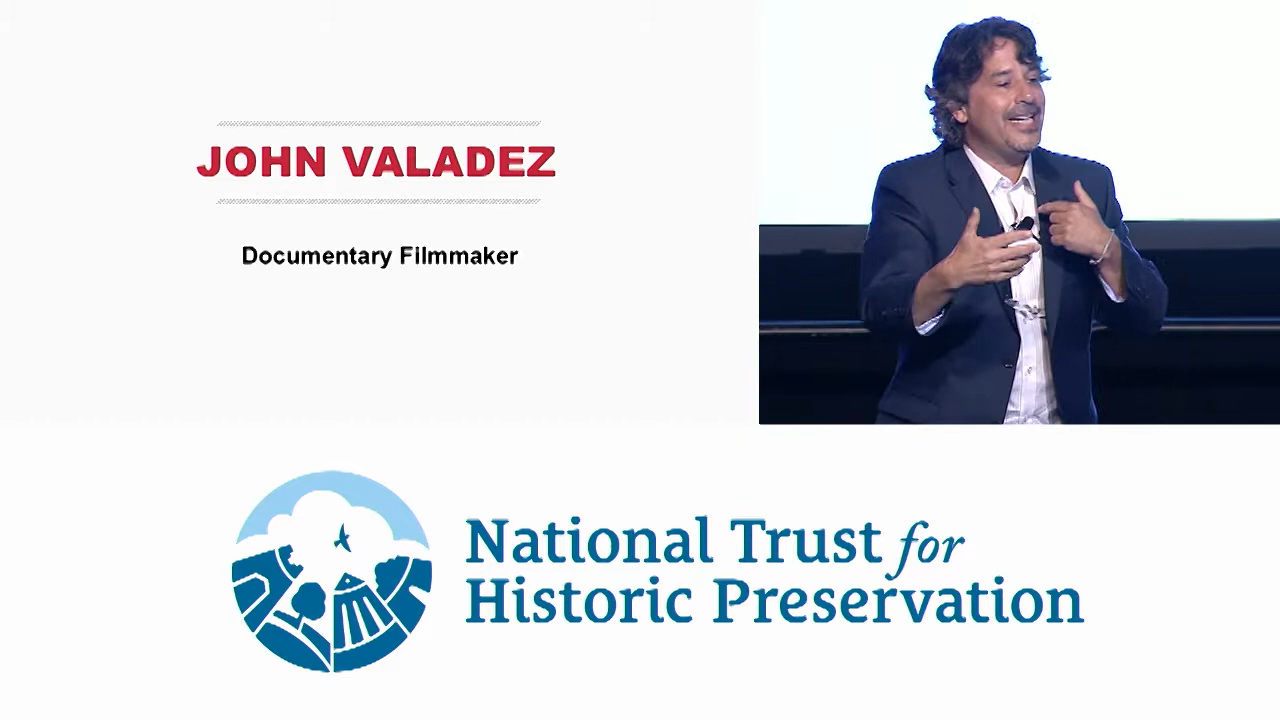 JOHN VALADEZ
Documentary Filmmaker
National Trust for
Historic Preservation